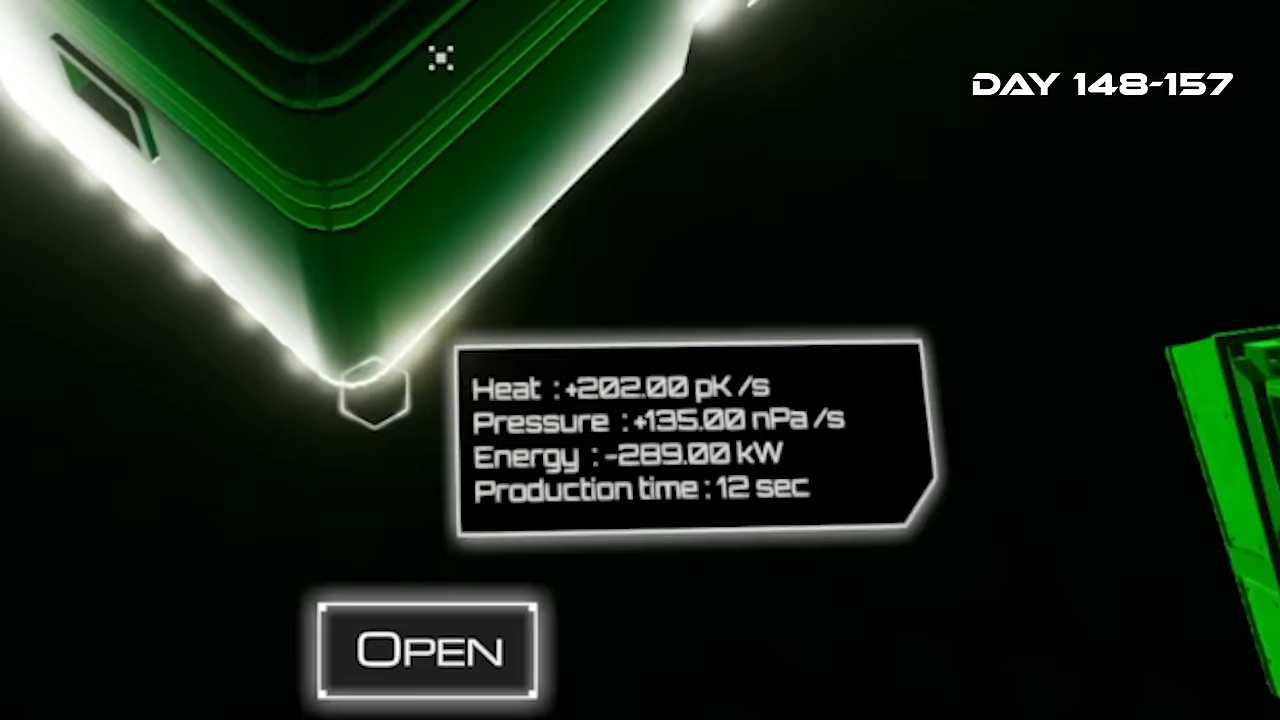 DAY 148-157
Heat : +202.00 pK /s
Pressure : +135.00 nPa /s
Energy : -289.00 kW
Production time : 12 sec
OPEN